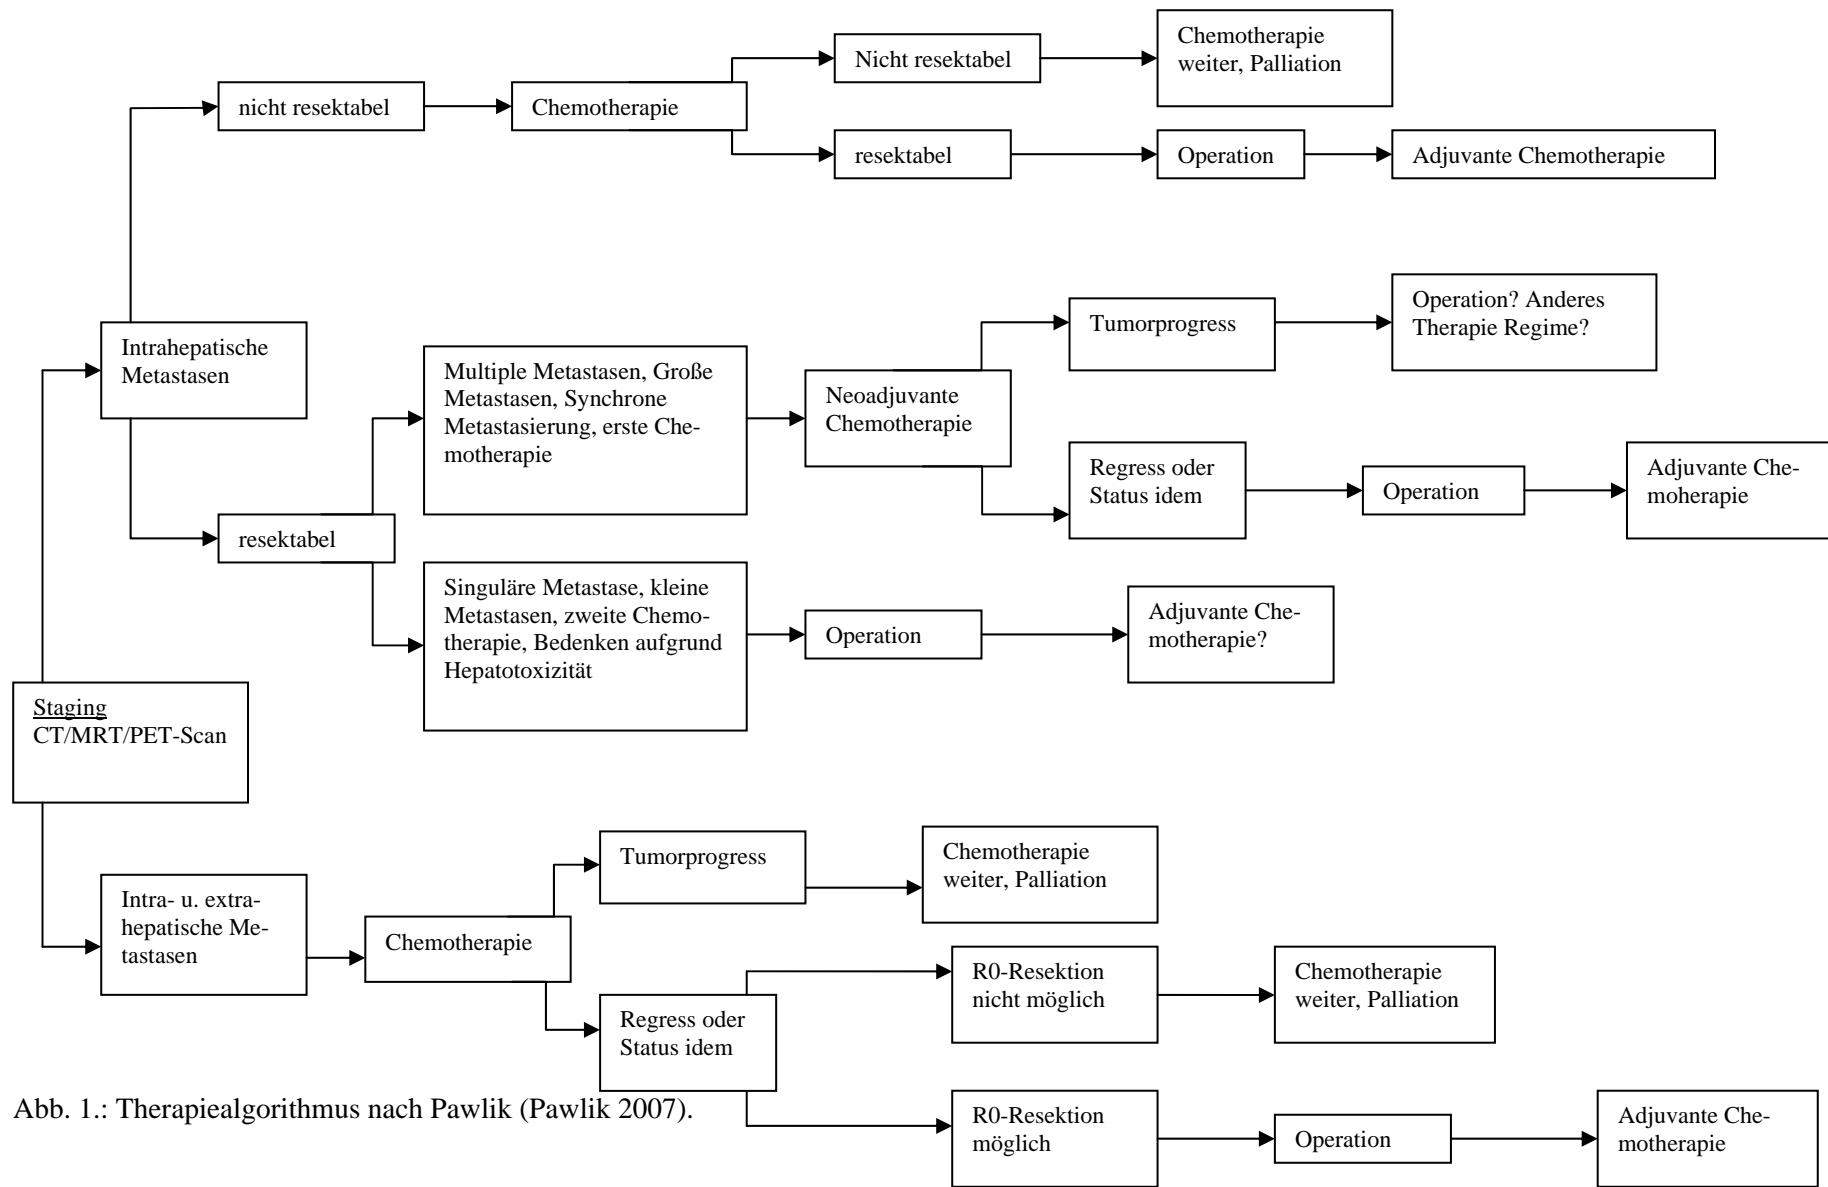 Nicht resektabel
Chemotherapie
weiter, Palliation
nicht resektabel
Chemotherapie
resektabel
Operation
Adjuvante Chemotherapie
Intrahepatische
Metastasen
Multiple Metastasen, Große
Metastasen, Synchrone
Metastasierung, erste Che-
motherapie
Neoadjuvante
Chemotherapie
Tumorprogress
Operation? Anderes
Therapie Regime?
Regress oder
Status idem
Operation
Adjuvante Che-
moherapie
resektabel
Singuläre Metastase, kleine
Metastasen, zweite Chemo-
therapie, Bedenken aufgrund
Hepatotoxizität
Operation
Adjuvante Che-
motherapie?
Staging
CT/MRT/PET-Scan
Intra- u. extra-
hepatische Me-
tastasen
Chemotherapie
Tumorprogress
Chemotherapie
weiter, Palliation
Regress oder
Status idem
R0-Resektion
nicht möglich
Chemotherapie
weiter, Palliation
R0-Resektion
möglich
Operation
Adjuvante Che-
motherapie
Abb. 1.: Therapiealgorithmus nach Pawlik (Pawlik 2007).